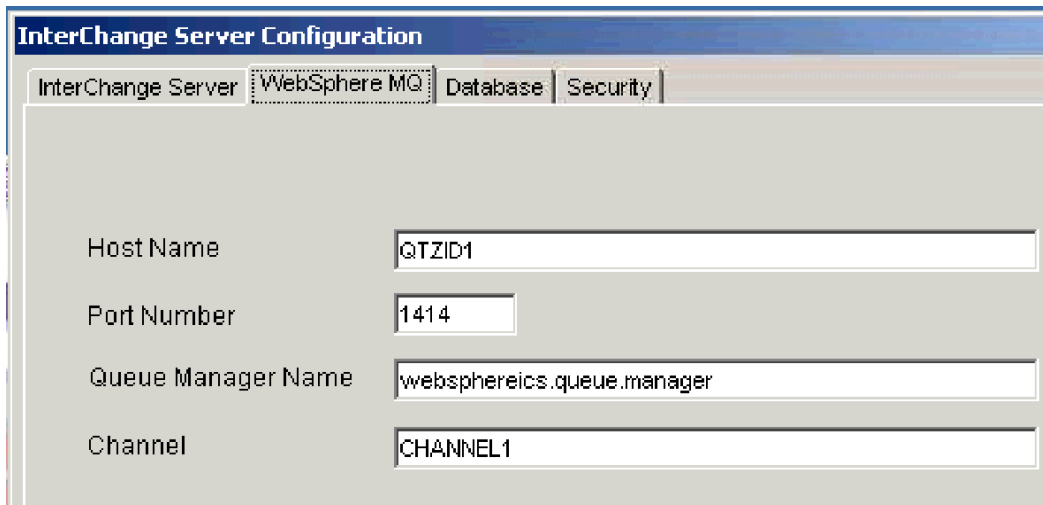 InterChange Server Configuration
InterChange Server WebSphere MQ Database Security
Host Name QTZID1
Port Number 1414
Queue Manager Name websphereics.queue.manager
Channel CHANNEL1